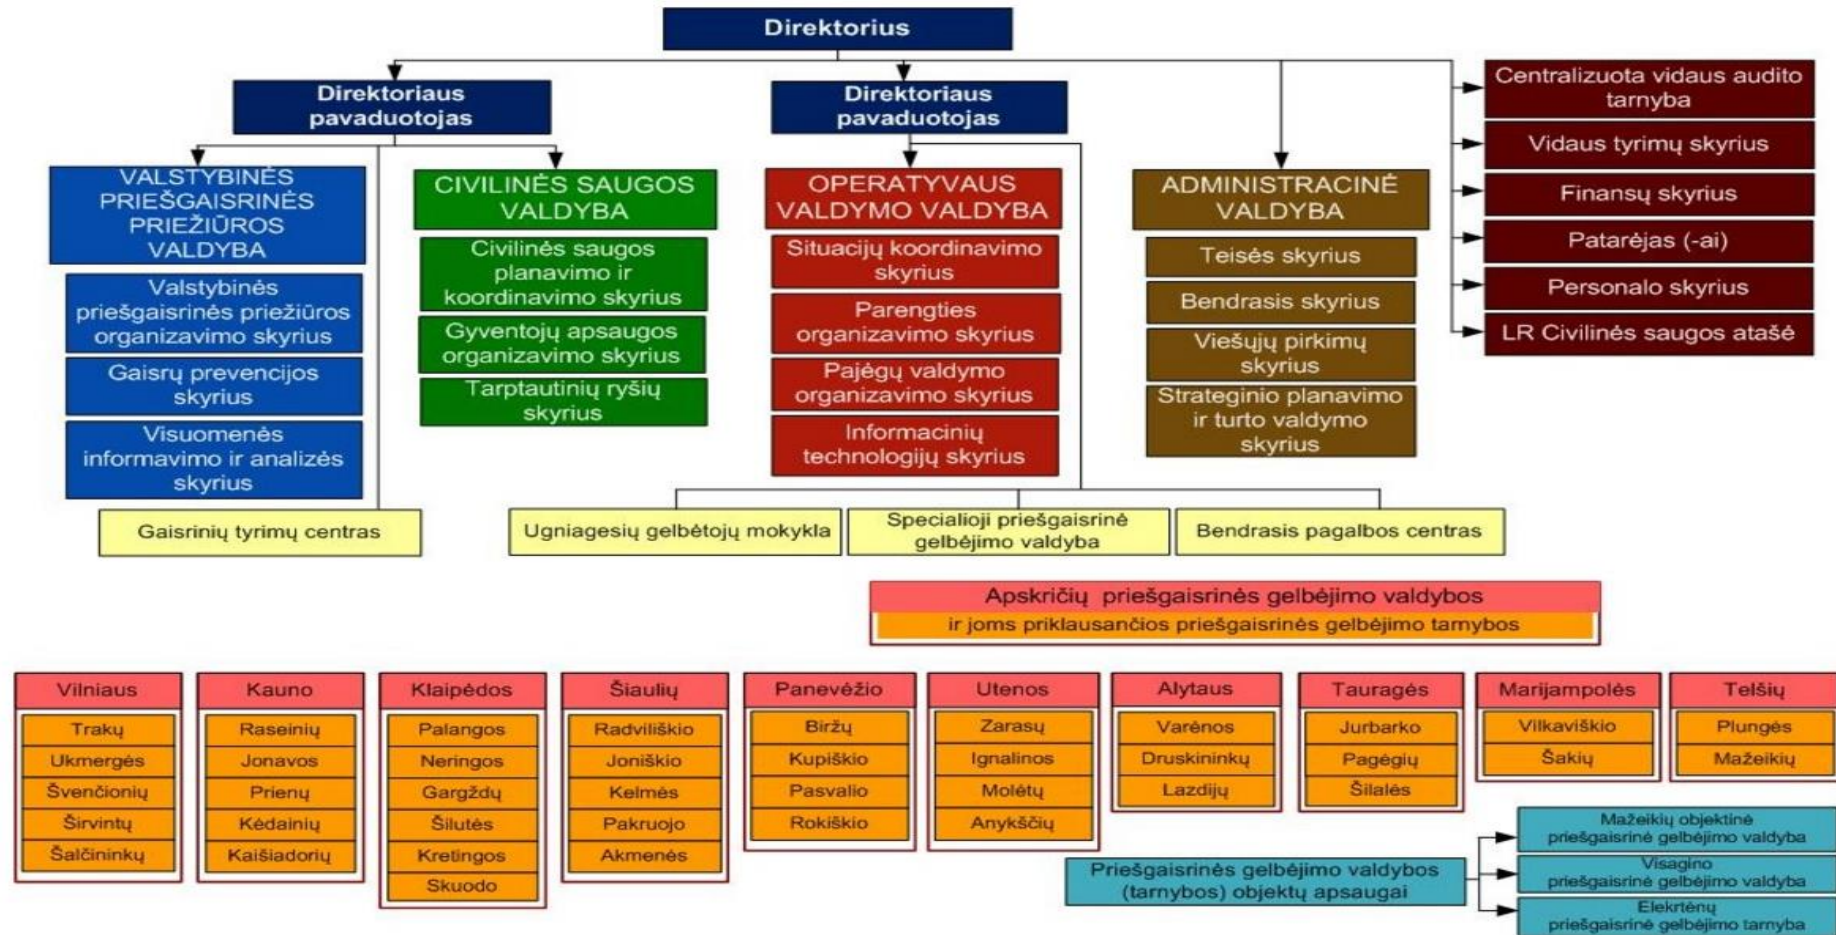 Direktorius
Direktoriaus
pavaduotojas
Direktoriaus
pavaduotojas
VALSTYBINĖS
PRIEŠGAISRINĖS
PRIEŽIŪROS
VALDYBA
Valstybinės
priešgaisrinės priežiūros
organizavimo skyrius
Gaisrų prevencijos
skyrius
Visuomenės
informavimo ir analizės
skyrius
CIVILINĖS SAUGOS
VALDYBA
Civilinės saugos
planavimo ir
koordinavimo skyrius
Gyventojų apsaugos
organizavimo skyrius
Tarptautinių ryšių
skyrius
OPERATYVAUS
VALDYMO VALDYBA
Situacijų koordinavimo
skyrius
Parengties
organizavimo skyrius
Pajėgų valdymo
organizavimo skyrius
Informacinių
technologijų skyrius
ADMINISTRACINĖ
VALDYBA
Teisės skyrius
Bendrasis skyrius
Viešųjų pirkimų
skyrius
Strateginio planavimo
ir turto valdymo
skyrius
Centralizuota vidaus audito
tarnyba
Vidaus tyrimų skyrius
Finansų skyrius
Patarėjas (-ai)
Personalo skyrius
LR Civilinės saugos atašė
Gaisrinių tyrimų centras
Ugniagesių gelbėtojų mokykla
Specialioji priešgaisrinė
gelbėjimo valdyba
Bendrasis pagalbos centras
Apskričių priešgaisrinės gelbėjimo valdybos
ir joms priklausančios priešgaisrinės gelbėjimo tarnybos
Vilniaus
Trakų
Ukmergės
Švenčionių
Širvintų
Šalčininkų
Kauno
Raseinių
Jonavos
Prienų
Kėdainių
Kaišiadorių
Klaipėdos
Palangos
Neringos
Gargždų
Šilutės
Kretingos
Skuodo
Šiaulių
Radviliškio
Joniškio
Kelmės
Pakruojo
Akmenės
Panevėžio
Biržų
Kupiškio
Pasvalio
Rokiškio
Utenos
Zarasų
Ignalinos
Molėtų
Anykščių
Alytaus
Varėnos
Druskininkų
Lazdijų
Tauragės
Jurbarko
Pagėgių
Šilalės
Marijampolės
Vilkaviškio
Šakių
Telšių
Plungės
Mažeikių
Priešgaisrinės gelbėjimo valdybos
(tarnybos) objektų apsaugai
Mažeikių objektinė
priešgaisrinė gelbėjimo valdyba
Visagino
priešgaisrinė gelbėjimo valdyba
Elekrtėnų
priešgaisrinė gelbėjimo tarnyba